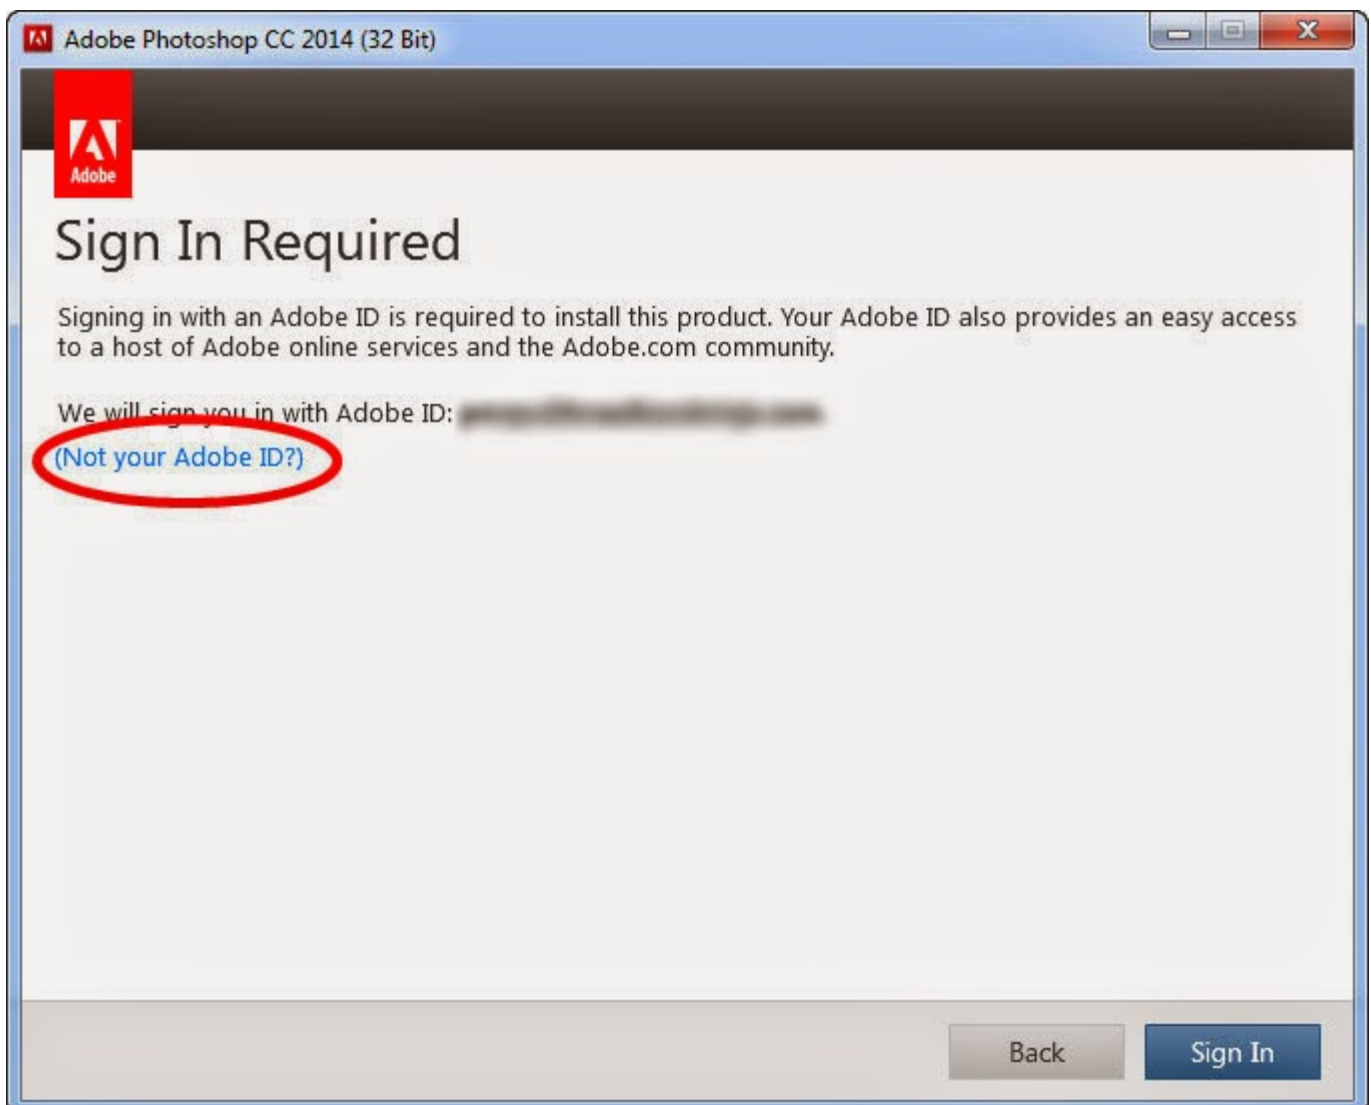 Adobe Photoshop CC 2014 (32 Bit)
Adobe
Sign In Required
Signing in with an Adobe ID is required to install this product. Your Adobe ID also provides an easy access
to a host of Adobe online services and the Adobe.com community.
We will sign you in with Adobe ID:
(Not your Adobe ID?)
Back
Sign In